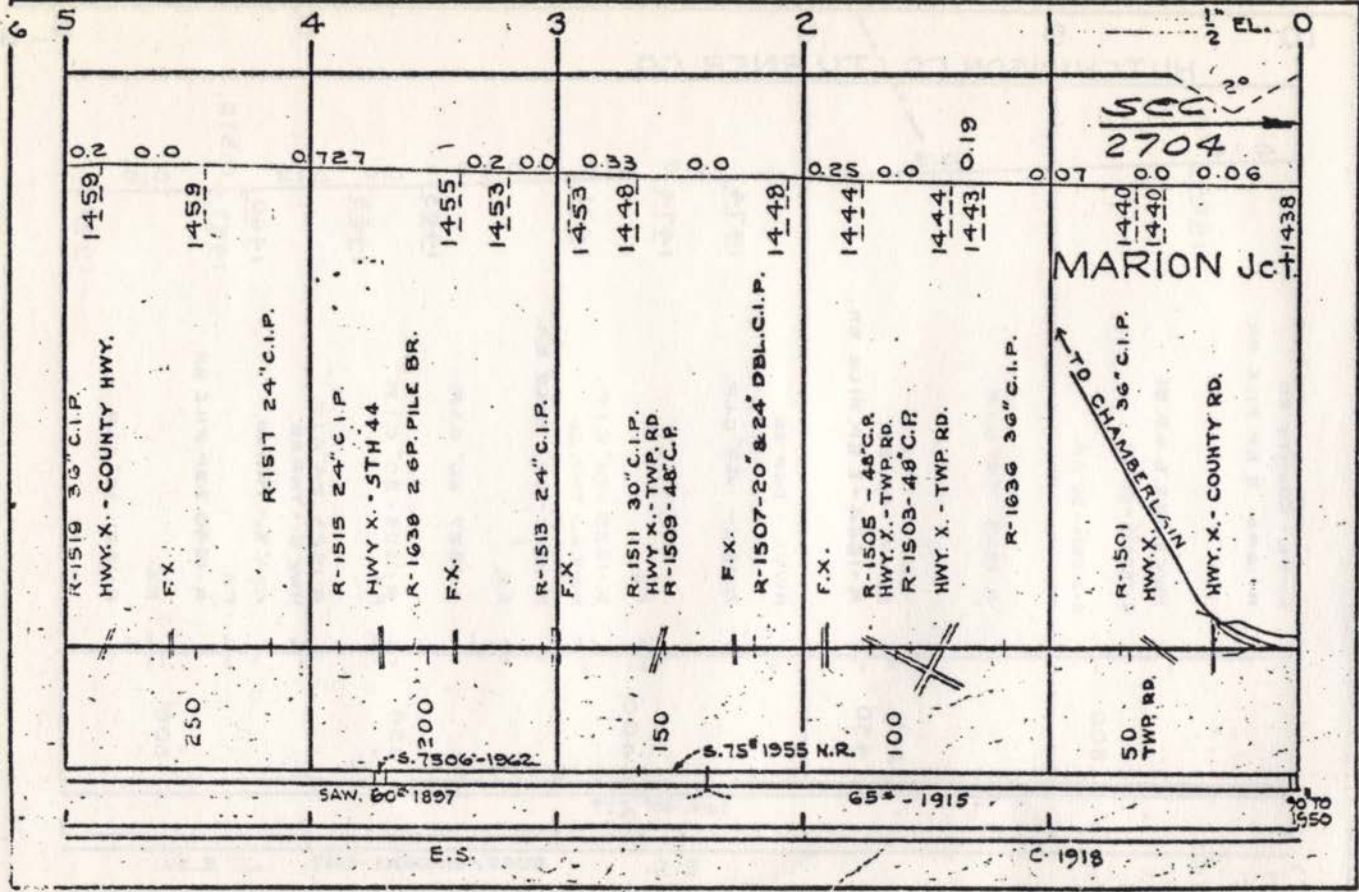 6 5 4 3 2 1/2" EL. 0
2°
SCC.
2704
0.2 0.0 0.727 0.2 0.0 0.33 0.0 0.25 0.0 0.19 0.07 0.0 0.06
1459 1459 1455 1453 1453 1448 1448 1444 1444 1443 1440 1440 1438
MARION Jct.
R-1519 36" C.I.P.
HWY. X. - COUNTY HWY.
F.X.
R-1517 24" C.I.P.
R-1515 24" C.I.P.
HWY X. - 5TH 44
R-1638 2 SP. PILE BR.
F.X.
R-1513 - 24" C.I.P.
F.X.
R-1511 30" C.I.P.
HWY X. - TWP. RD.
R-1509 - 48" C.P.
F.X.
R-1507 - 20" & 24" DBL. C.I.P.
F.X.
R-1505 - 48" C.P.
HWY X. - TWP RD.
R-1503 - 48" C.P.
HWY. X. - TWP. RD.
R-1636 36" C.I.P.
TO CHAMBERLAIN
R-1501 36" C.I.P.
HWY. X.
HWY. X. - COUNTY RD.
250 200 150 100 50
TWP. RD.
S. 7506 - 1962
S. 75# 1955 N.R.
SAW. 60# 1897
65# - 1915
1950
E S
C 1918